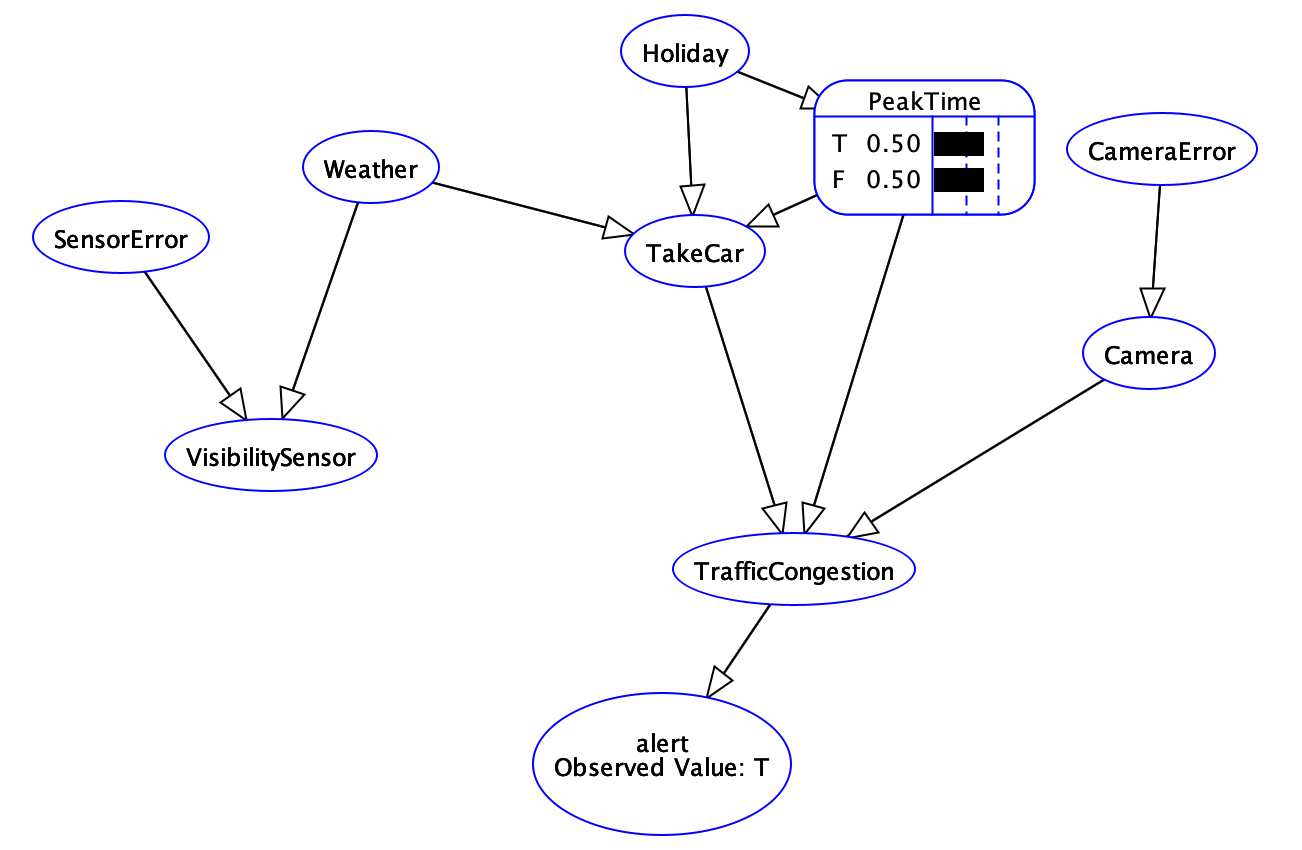 Holiday
PeakTime
T 0.50
F 0.50
CameraError
Weather
SensorError
TakeCar
Camera
VisibilitySensor
TrafficCongestion
alert
Observed Value: T